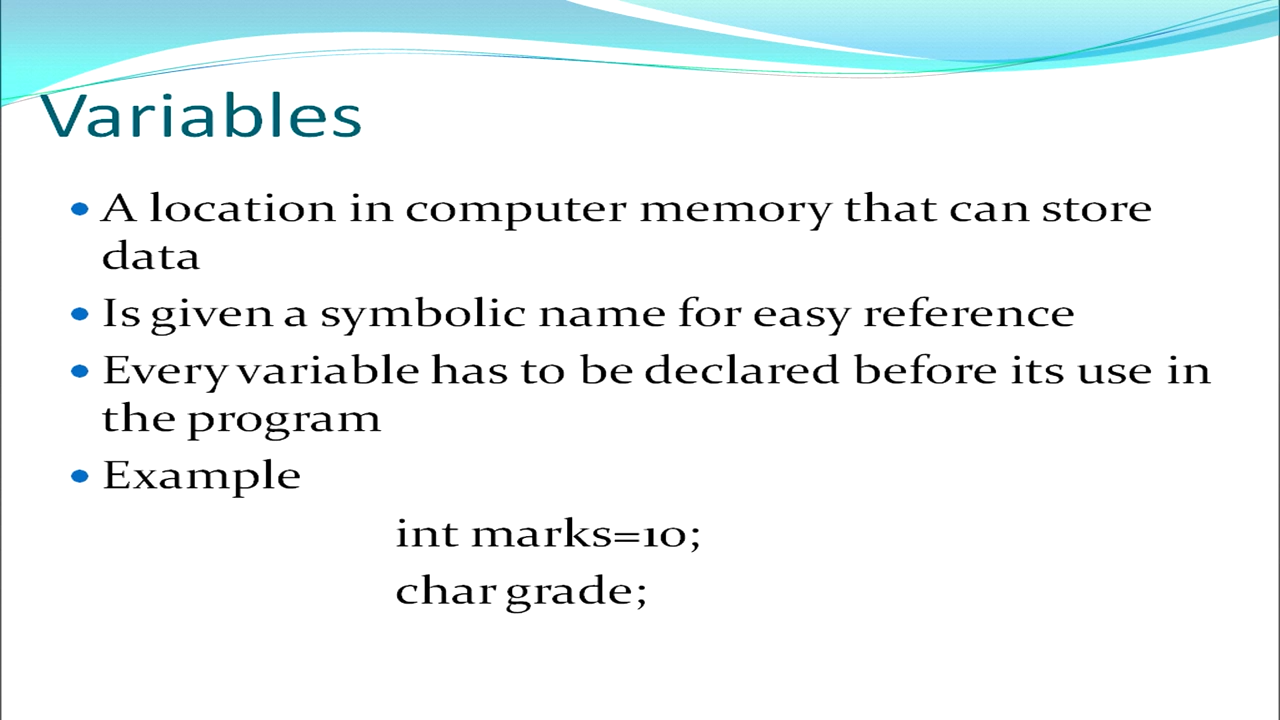 Variables
A location in computer memory that can store
data
Is given a symbolic name for easy reference
Every variable has to be declared before its use in
the program
Example
int marks=10;
char grade;